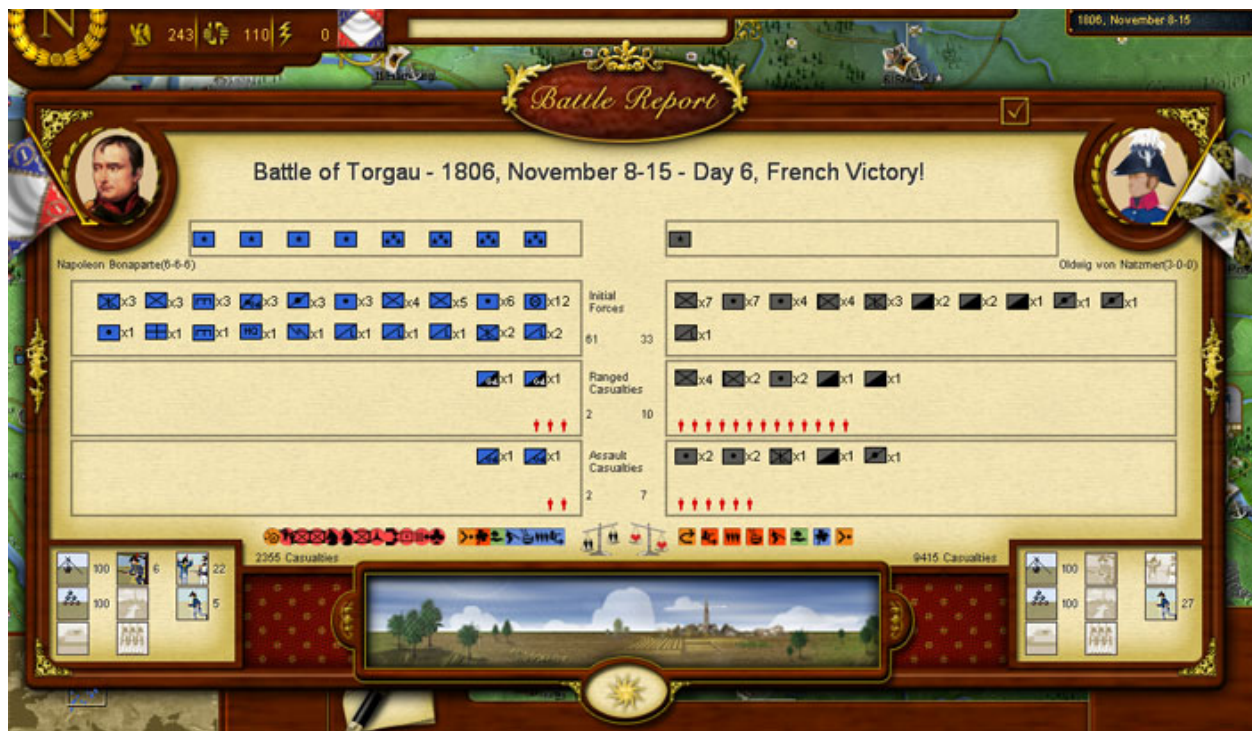 N
243 110 0
1806, November 8-15
Battle Report
Battle of Torgau - 1806, November 8-15 - Day 6, French Victory!
Napoleon Bonaparte(6-6-6)
Oldwig von Natzmer(3-0-0)
x3 x3 x3 x3 x3 x3 x4 x5 x6 x12
Initial
Forces
x7 x7 x4 x4 x3 x2 x2 x1 x1 x1
x1 x1 x1 HQ x1 x1 x1 x1 x1 x2 x2
61 33
x1
x1 x1
Ranged
Casualties
x4 x2 x2 x1 x1
2 10
x1 x1
Assault
Casualties
x2 x2 x1 x1 x1
2 7
2355 Casualties
9415 Casualties
100 6 22
100 5
100
100 27